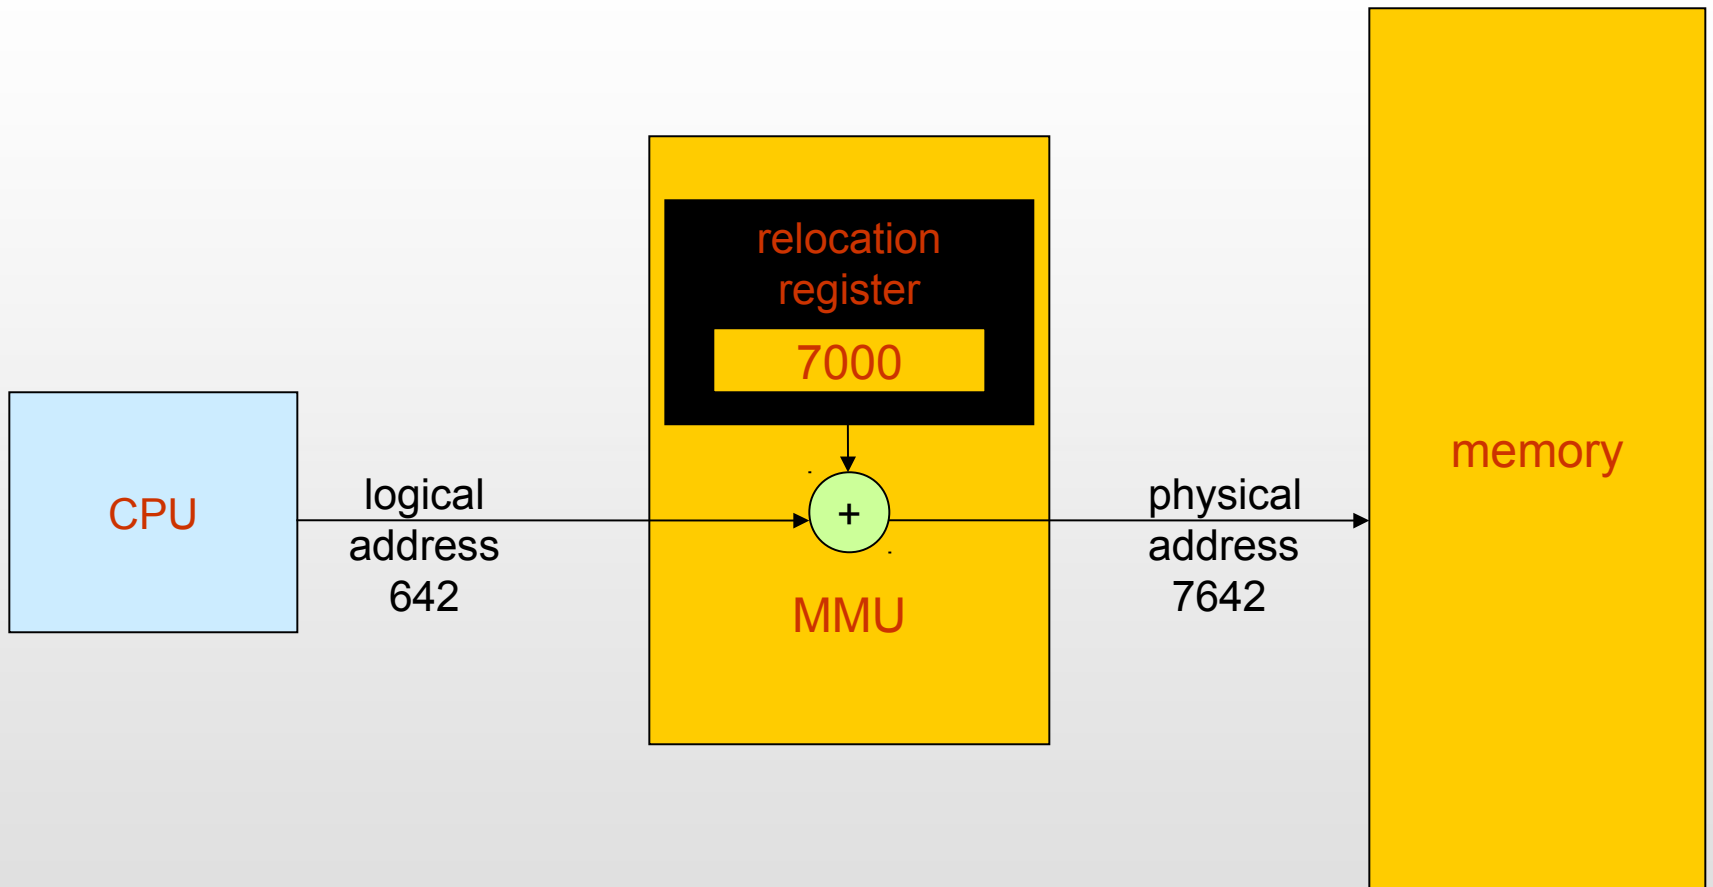 relocation
register
7000
CPU
logical
address
642
+
MMU
physical
address
7642
memory